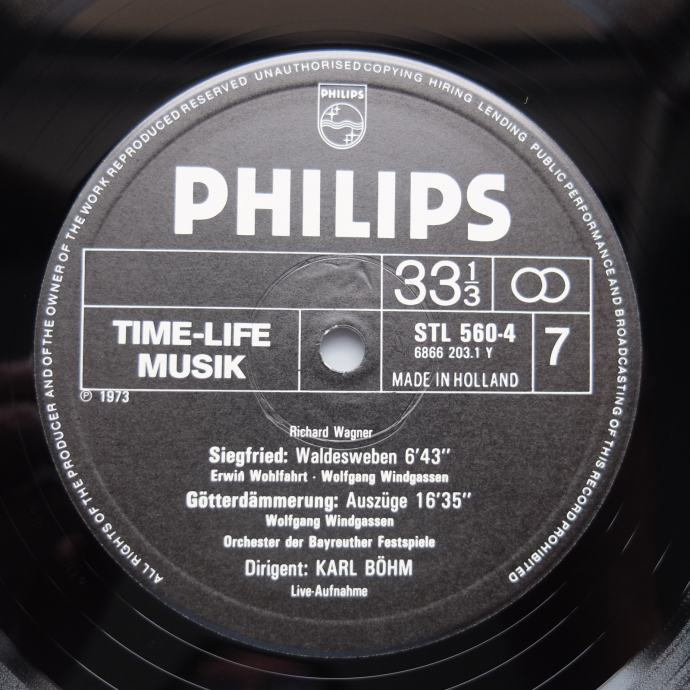 ALL RIGHTS OF THE PRODUCER AND OF THE OWNER OF THE WORK REPRODUCED RESERVED UNAUTHORISED COPYING HIRING LENDING PUBLIC PERFORMANCE AND BROADCASTING OF THIS RECORD PROHIBITED
PHILIPS
PHILIPS
33 1/3
TIME-LIFE
MUSIK
STL 560-4
6866 203.1 Y
7
MADE IN HOLLAND
℗ 1973
Richard Wagner
Siegfried: Waldesweben 6'43"
Erwin Wohlfahrt · Wolfgang Windgassen
Götterdämmerung: Auszüge 16'35"
Wolfgang Windgassen
Orchester der Bayreuther Festspiele
Dirigent: KARL BÖHM
Live-Aufnahme